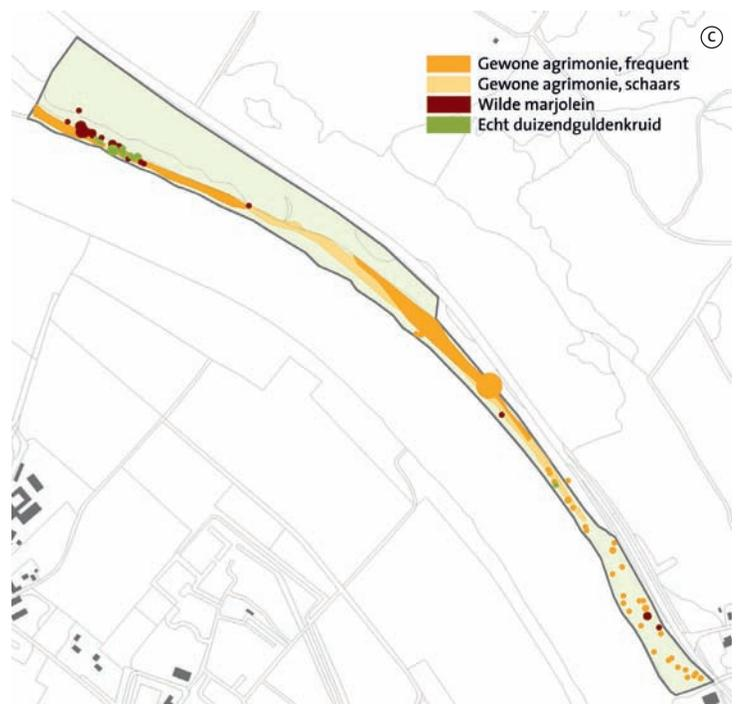 ©
Gewone agrimonie, frequent
Gewone agrimonie, schaars
Wilde marjolein
Echt duizendguldenkruid